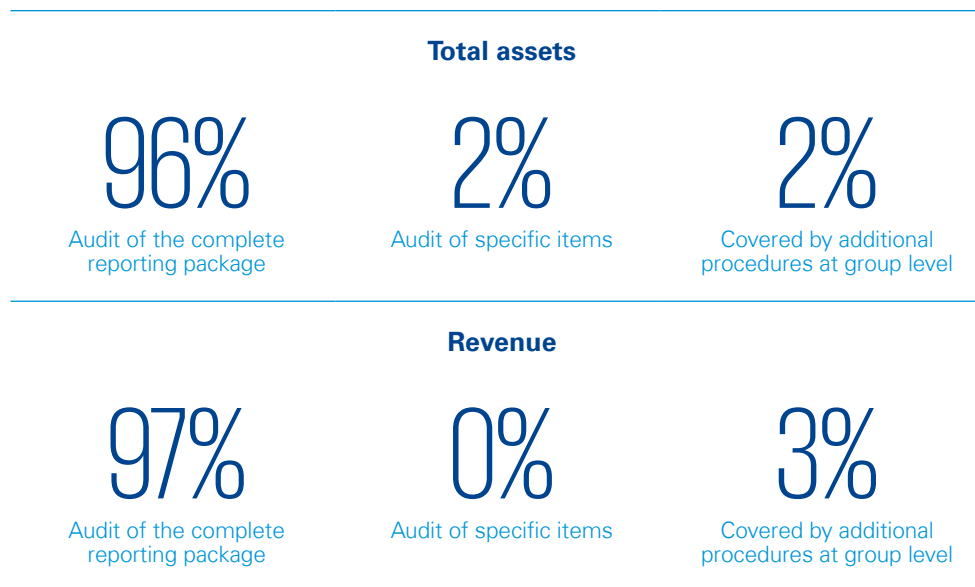 Total assets
96% 2% 2%
Audit of the complete Audit of specific items Covered by additional
reporting package procedures at group level
Revenue
97% 0% 3%
Audit of the complete Audit of specific items Covered by additional
reporting package procedures at group level